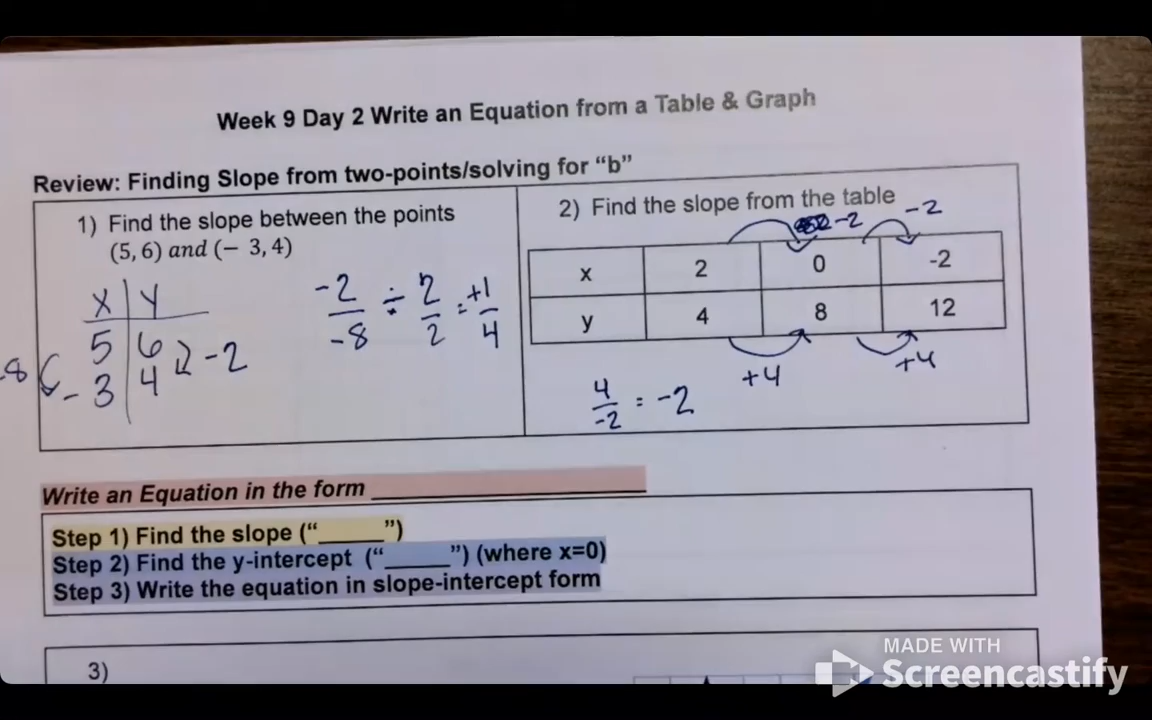 Week 9 Day 2 Write an Equation from a Table & Graph
Review: Finding Slope from two-points/solving for “b”
1) Find the slope between the points
(5, 6) and (− 3, 4)
X Y
5 6
-3 4
-8
-2
-2/-8 ÷ 2/2 = +1/4
2) Find the slope from the table
-2 -2
x 2 0 -2
y 4 8 12
+4 +4
4/-2 = -2
Write an Equation in the form ____________________
Step 1) Find the slope (“_____”)
Step 2) Find the y-intercept (“_____”) (where x=0)
Step 3) Write the equation in slope-intercept form
3)
MADE WITH
Screencastify